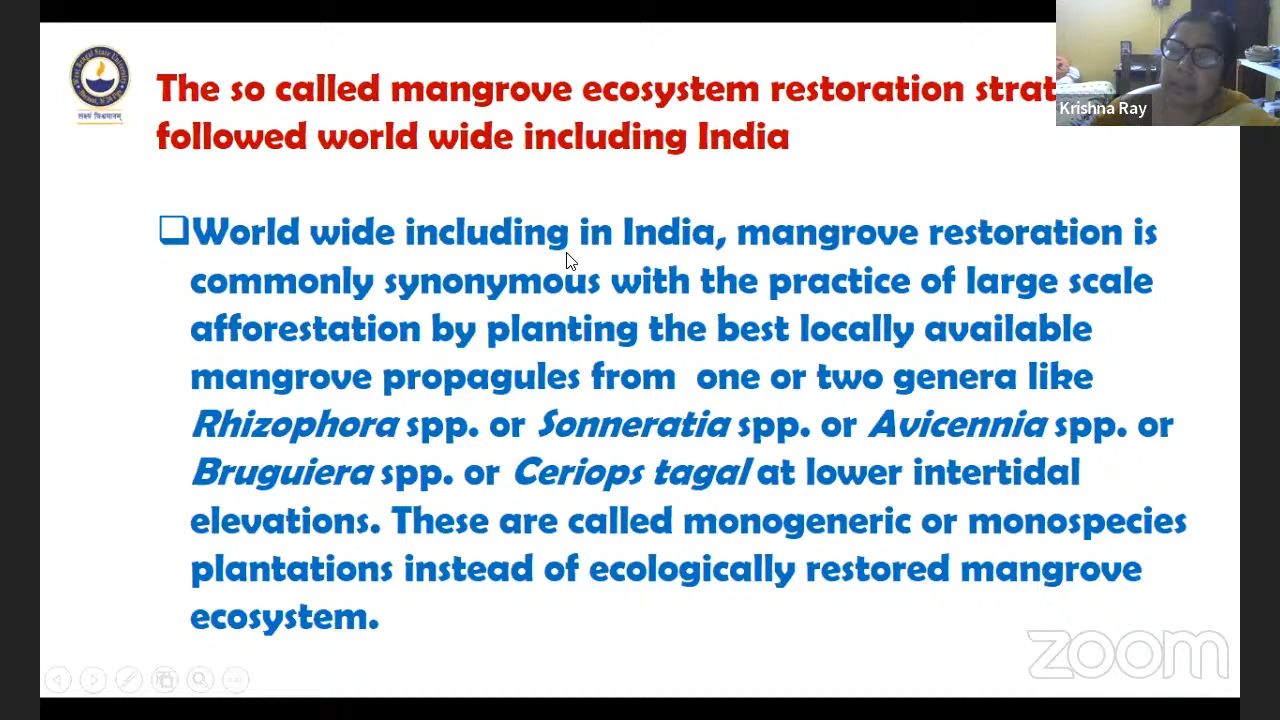 The so called mangrove ecosystem restoration strat
followed world wide including India
Krishna Ray
World wide including in India, mangrove restoration is
commonly synonymous with the practice of large scale
afforestation by planting the best locally available
mangrove propagules from one or two genera like
Rhizophora spp. or Sonneratia spp. or Avicennia spp. or
Bruguiera spp. or Ceriops tagal at lower intertidal
elevations. These are called monogeneric or monospecies
plantations instead of ecologically restored mangrove
ecosystem.
zoom